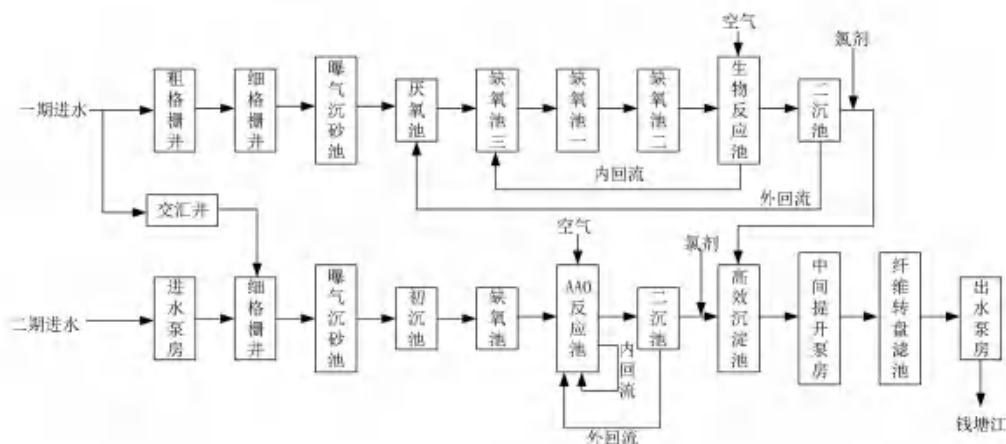 空气
氯剂
一期进水
粗格栅井
细格栅井
曝气沉砂池
厌氧池
缺氧池三
缺氧池一
缺氧池二
生物反应池
二沉池
内回流
外回流
交汇井
空气
氯剂
二期进水
进水泵房
细格栅井
曝气沉砂池
初沉池
缺氧池
AAO反应池
二沉池
高效沉淀池
中间提升泵房
纤维转盘滤池
出水泵房
内回流
外回流
钱塘江